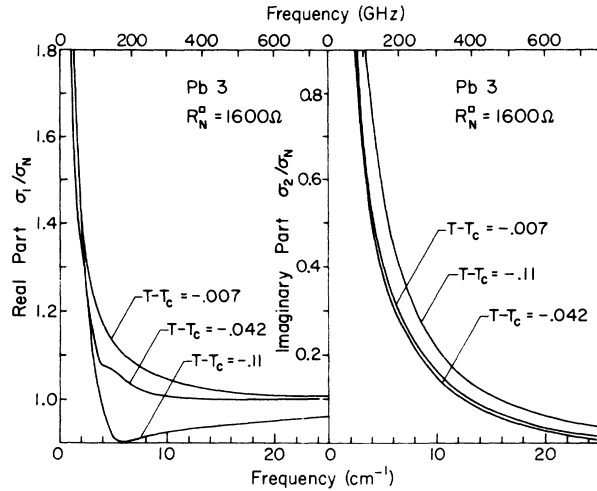 Frequency (GHz)
0 200 400 600
0 200 400 600
1.8
1.6
1.4
1.2
1.0
Real Part σ₁/σN
Pb 3
R□N = 1600Ω
T-Tc = -.007
T-Tc = -.042
T-Tc = -.11
0 10 20
0.8
0.6
0.4
0.2
Imaginary Part σ₂/σN
Pb 3
R□N = 1600Ω
T-Tc = -.007
T-Tc = -.11
T-Tc = -.042
0 10 20
Frequency (cm⁻¹)